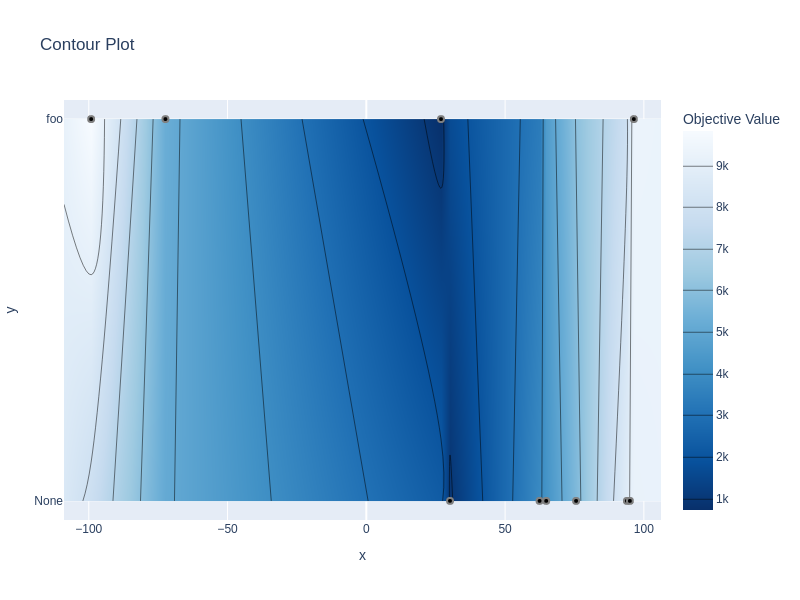 Contour Plot
Objective Value
foo
None
y
−100
−50
0
50
100
x
9k
8k
7k
6k
5k
4k
3k
2k
1k